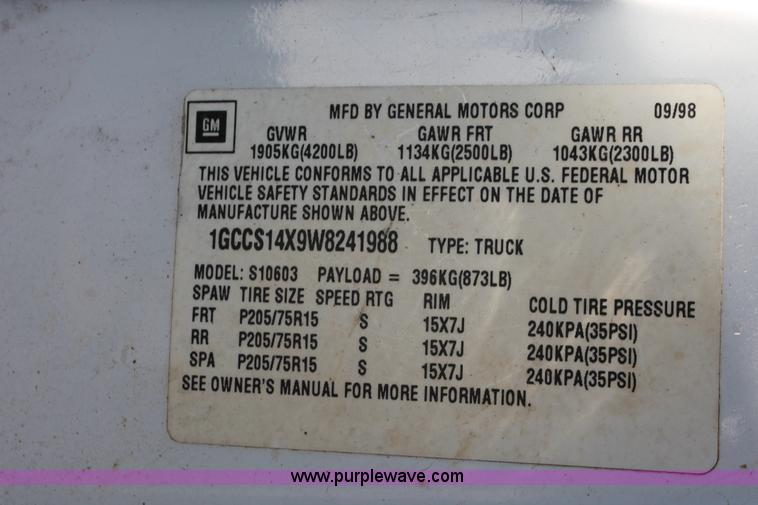 GM MFD BY GENERAL MOTORS CORP 09/98
GVWR GAWR FRT GAWR RR
1905KG(4200LB) 1134KG(2500LB) 1043KG(2300LB)
THIS VEHICLE CONFORMS TO ALL APPLICABLE U.S. FEDERAL MOTOR
VEHICLE SAFETY STANDARDS IN EFFECT ON THE DATE OF
MANUFACTURE SHOWN ABOVE.
1GCCS14X9W8241988 TYPE: TRUCK
MODEL: S10603 PAYLOAD = 396KG(873LB)
SPAW TIRE SIZE SPEED RTG RIM COLD TIRE PRESSURE
FRT P205/75R15 S 15X7J 240KPA(35PSI)
RR P205/75R15 S 15X7J 240KPA(35PSI)
SPA P205/75R15 S 15X7J 240KPA(35PSI)
SEE OWNER'S MANUAL FOR MORE INFORMATION.
www.purplewave.com